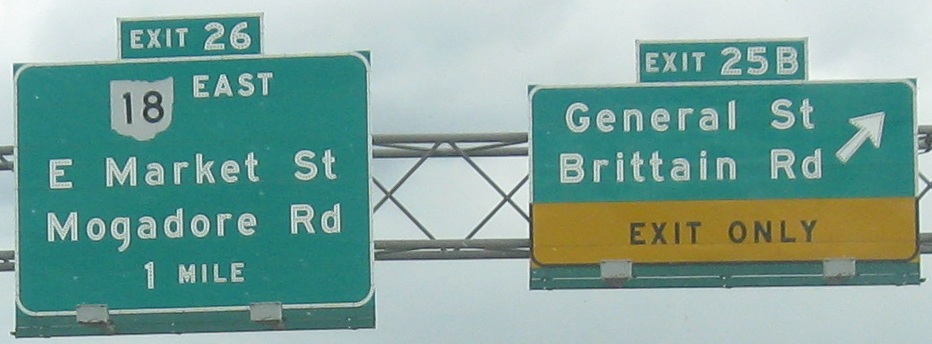 EXIT 26
18 EAST
E Market St
Mogadore Rd
1 MILE
EXIT 25B
General St
Brittain Rd
EXIT ONLY